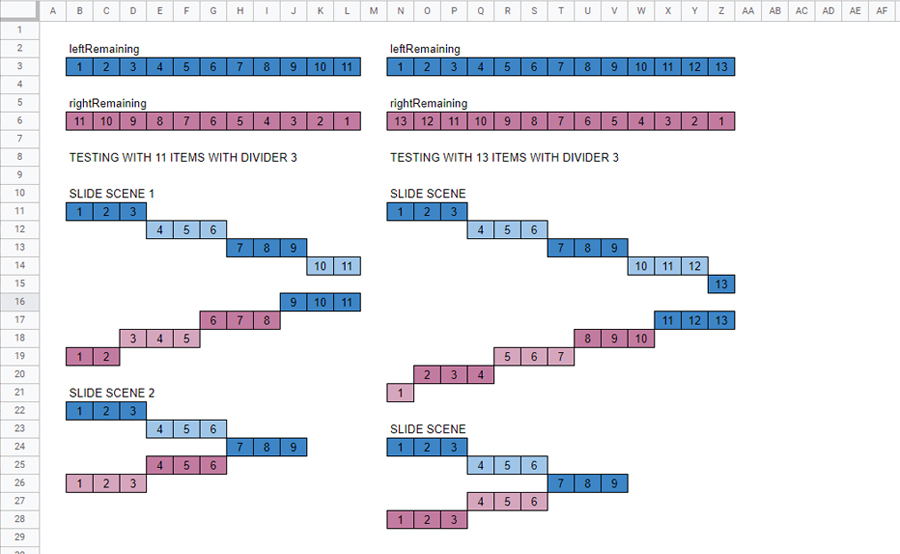 A B C D E F G H I J K L M N O P Q R S T U V W X Y Z AA AB AC AD AE AF
1
2 leftRemaining leftRemaining
3 1 2 3 4 5 6 7 8 9 10 11 1 2 3 4 5 6 7 8 9 10 11 12 13
4
5 rightRemaining rightRemaining
6 11 10 9 8 7 6 5 4 3 2 1 13 12 11 10 9 8 7 6 5 4 3 2 1
7
8 TESTING WITH 11 ITEMS WITH DIVIDER 3 TESTING WITH 13 ITEMS WITH DIVIDER 3
9
10 SLIDE SCENE 1 SLIDE SCENE
11 1 2 3 1 2 3
12 4 5 6 4 5 6
13 7 8 9 7 8 9
14 10 11 10 11 12
15 13
16 9 10 11
17 6 7 8 11 12 13
18 3 4 5 8 9 10
19 1 2 5 6 7
20 2 3 4
21 SLIDE SCENE 2 1
22 1 2 3
23 4 5 6 SLIDE SCENE
24 7 8 9 1 2 3
25 4 5 6 4 5 6
26 1 2 3 7 8 9
27 4 5 6
28 1 2 3
29